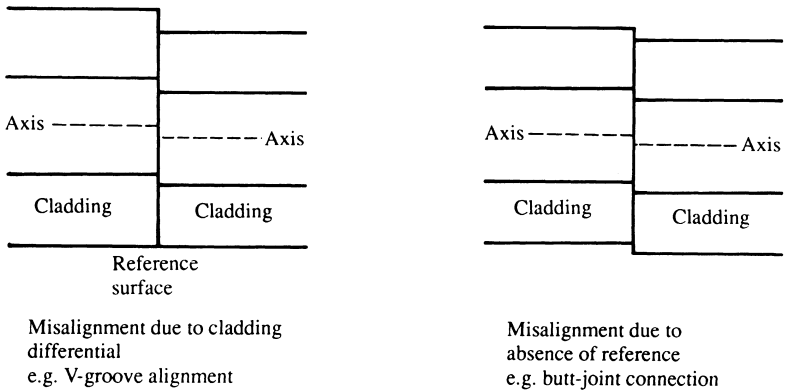 Axis
Axis
Cladding
Cladding
Reference
surface
Misalignment due to cladding
differential
e.g. V-groove alignment
Axis
Axis
Cladding
Cladding
Misalignment due to
absence of reference
e.g. butt-joint connection